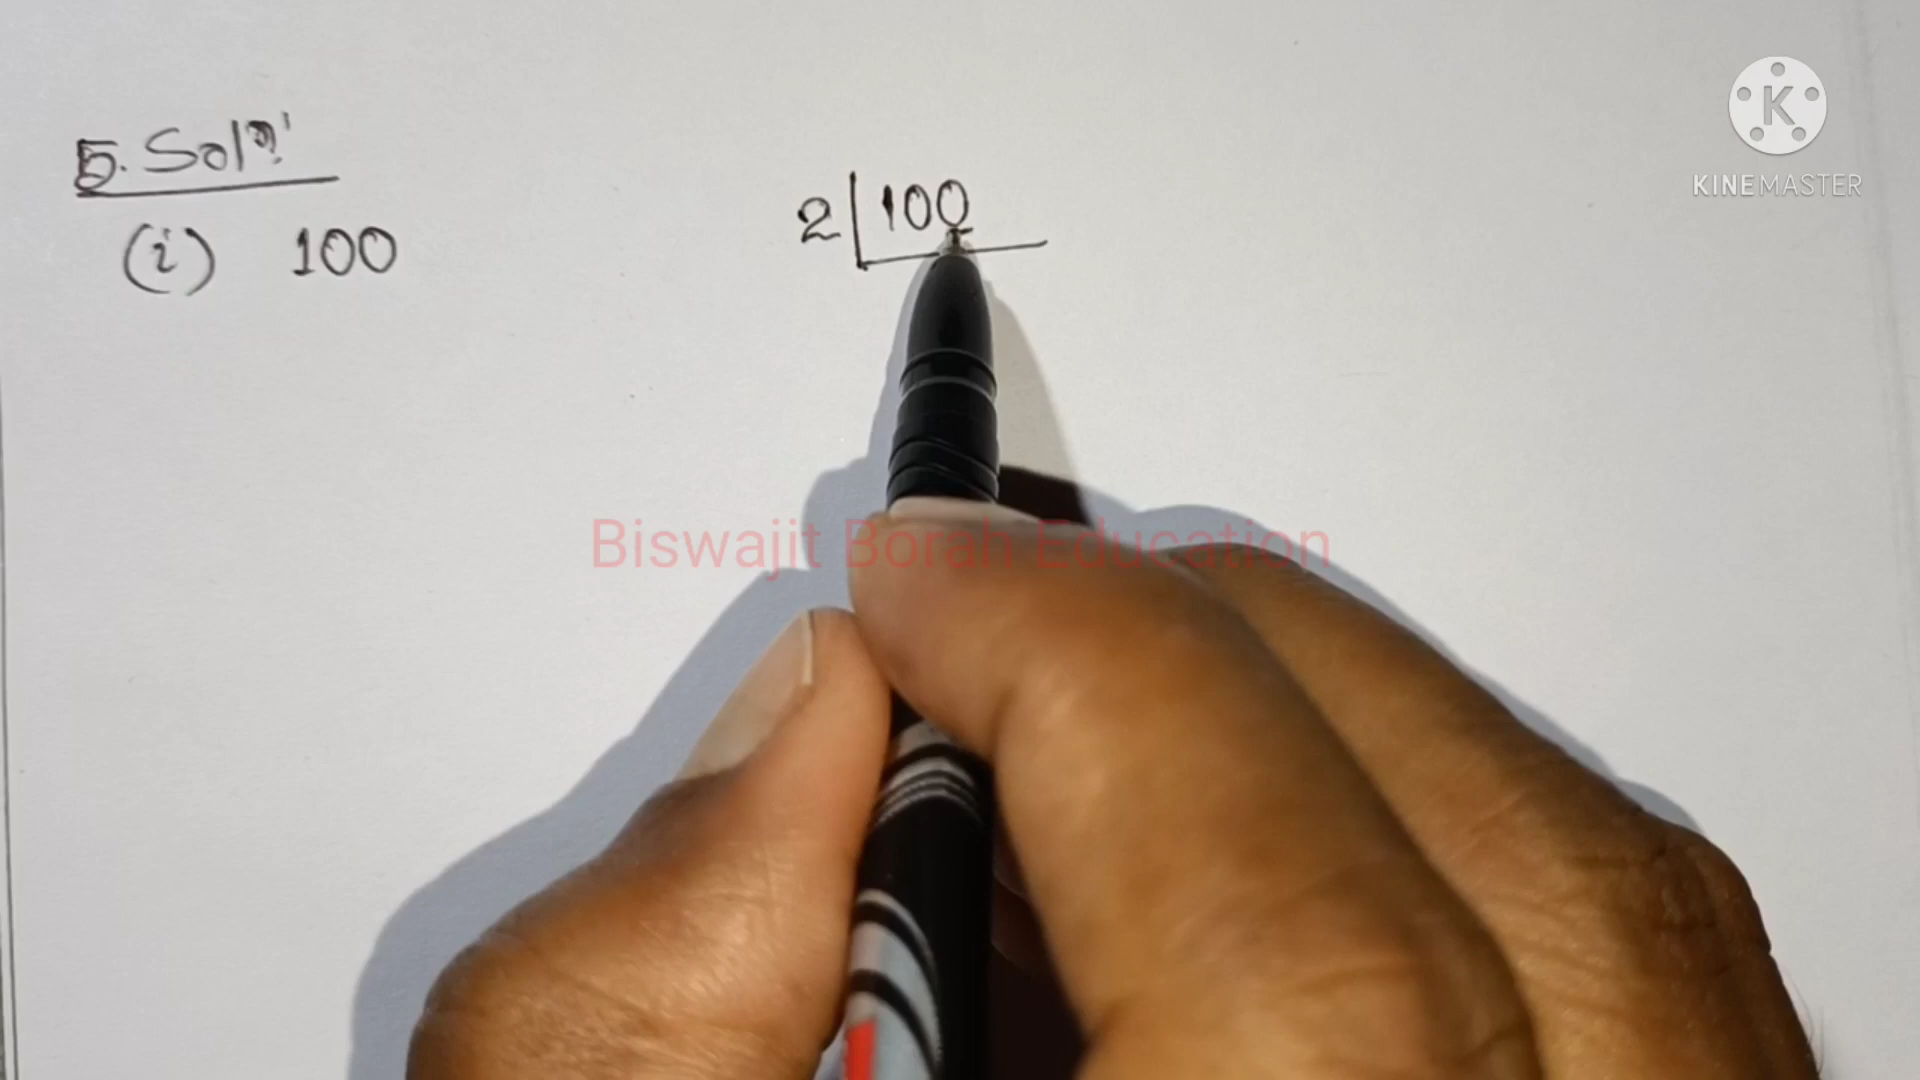 5. Solⁿ:
(i) 100
2 100
KINEMASTER
Biswajit Borah Education